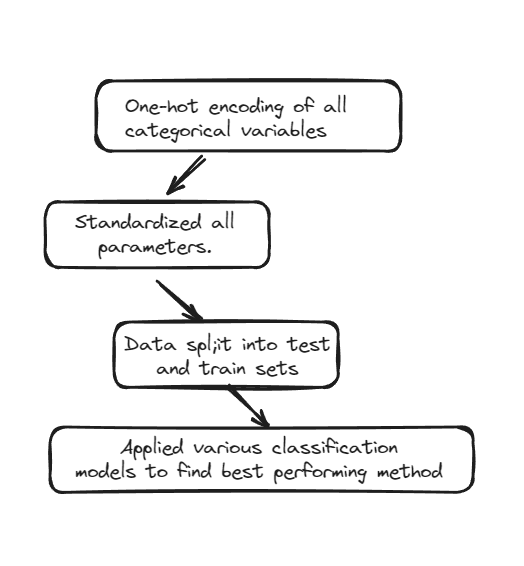 One-hot encoding of all
categorical variables
Standardized all
parameters.
Data spl;it into test
and train sets
Applied various classification
models to find best performing method